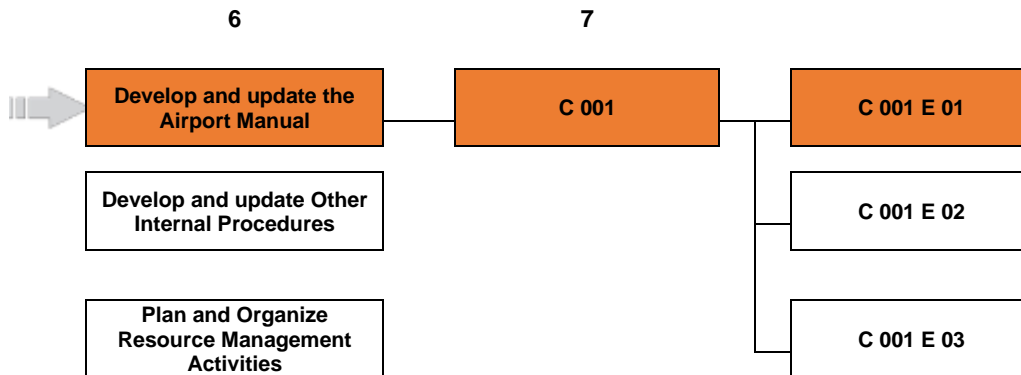 6
7
Develop and update the
Airport Manual
C 001
C 001 E 01
Develop and update Other
Internal Procedures
C 001 E 02
Plan and Organize
Resource Management
Activities
C 001 E 03